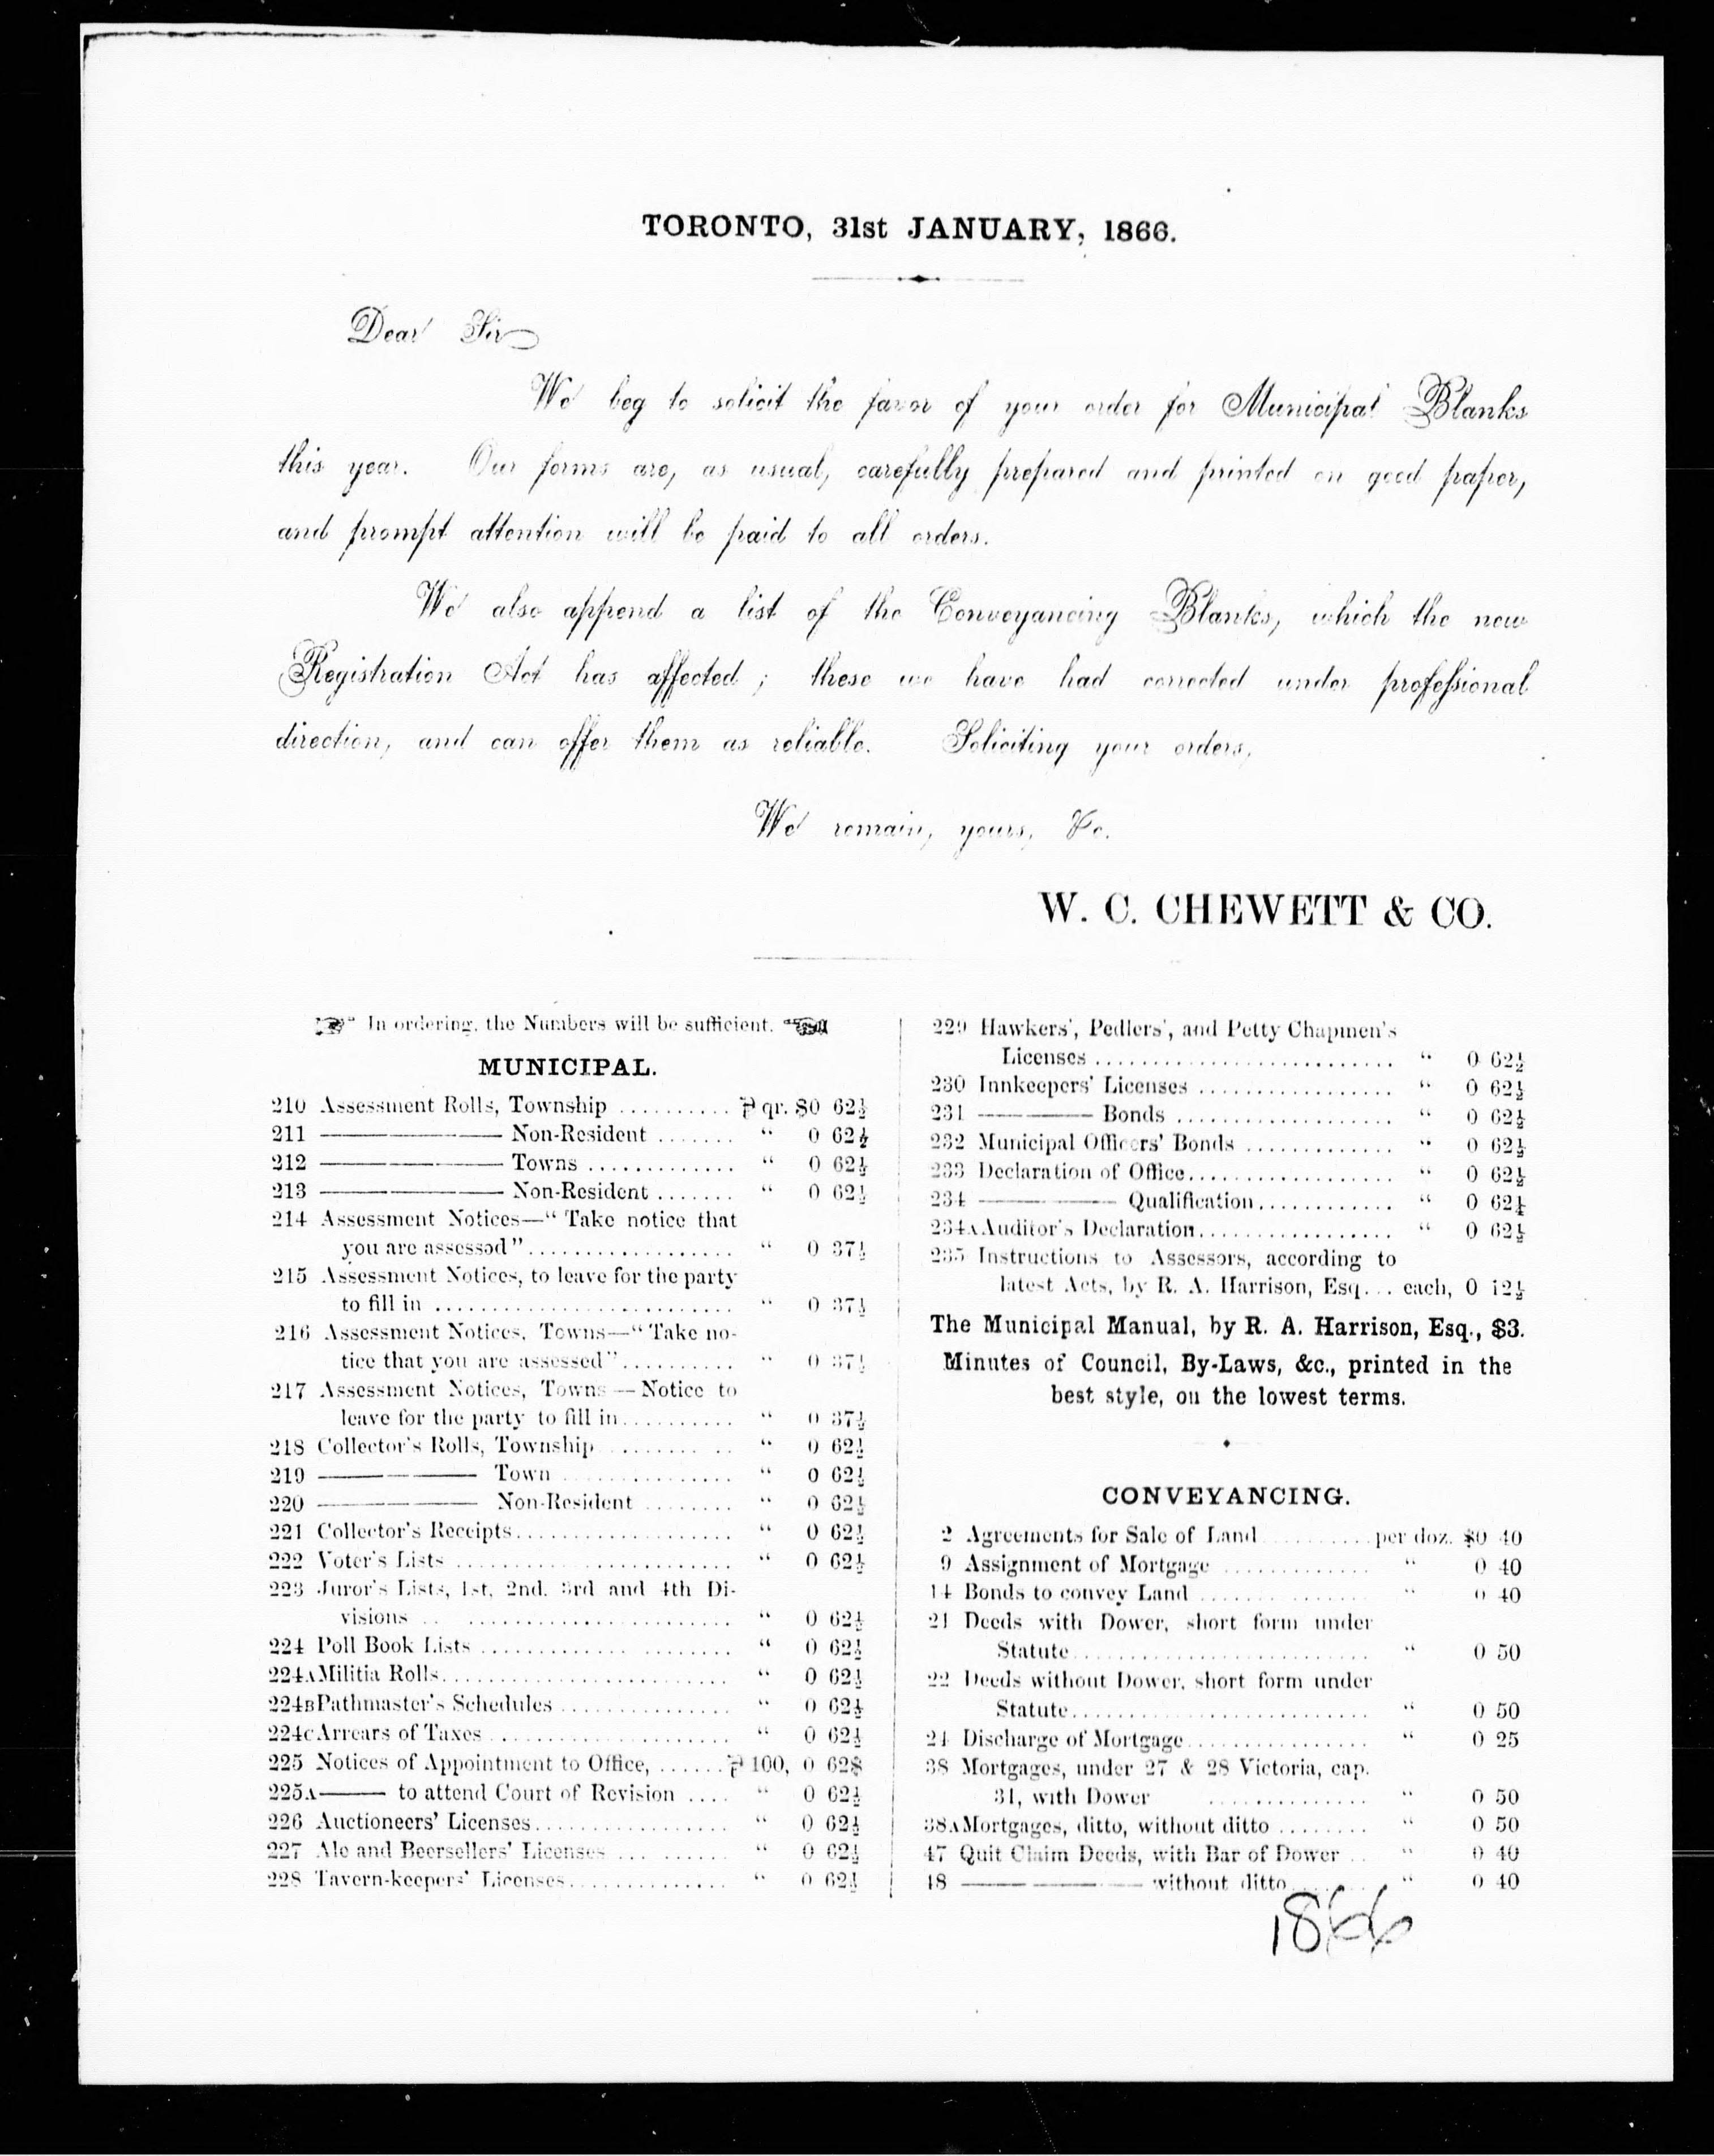 TORONTO, 31st JANUARY, 1866.
Dear Sir
We beg to solicit the favor of your order for Municipal Blanks
this year. Our forms are, as usual, carefully prepared and printed on good paper,
and prompt attention will be paid to all orders.
We also append a list of the Conveyancing Blanks, which the new
Registration Act has affected; these we have had corrected under professional
direction, and can offer them as reliable. Soliciting your orders,
We remain, yours, &c.
W. C. CHEWETT & CO.
☞ In ordering, the Numbers will be sufficient. ☜
MUNICIPAL.
210 Assessment Rolls, Township .......... ⅌ qr. $0 62½
211 ——————— Non-Resident ....... " 0 62½
212 ——————— Towns ............. " 0 62½
213 ——————— Non-Resident ....... " 0 62½
214 Assessment Notices—" Take notice that
you are assessed".................. " 0 37½
215 Assessment Notices, to leave for the party
to fill in .......................... " 0 37½
216 Assessment Notices, Towns—" Take no-
tice that you are assessed".......... " 0 37½
217 Assessment Notices, Towns — Notice to
leave for the party to fill in.......... " 0 37½
218 Collector's Rolls, Township ........... " 0 62½
219 —————— Town ............... " 0 62½
220 —————— Non-Resident ........ " 0 62½
221 Collector's Receipts................... " 0 62½
222 Voter's Lists ........................ " 0 62½
223 Juror's Lists, 1st, 2nd, 3rd and 4th Di-
visions .. ....................... " 0 62½
224 Poll Book Lists ...................... " 0 62½
224A Militia Rolls......................... " 0 62½
224B Pathmaster's Schedules ............... " 0 62½
224C Arrears of Taxes ..................... " 0 62½
225 Notices of Appointment to Office, ...... ⅌ 100, 0 62½
225A ——— to attend Court of Revision .... " 0 62½
226 Auctioneers' Licenses................. " 0 62½
227 Ale and Beersellers' Licenses ... ....... " 0 62½
228 Tavern-keepers' Licenses.............. " 0 62½
229 Hawkers', Pedlers', and Petty Chapmen's
Licenses .......................... " 0 62½
230 Innkeepers' Licenses ................. " 0 62½
231 ————— Bonds ................... " 0 62½
232 Municipal Officers' Bonds ............. " 0 62½
233 Declaration of Office.................. " 0 62½
234 —————— Qualification............ " 0 62½
234A Auditor's Declaration................. " 0 62½
235 Instructions to Assessors, according to
latest Acts, by R. A. Harrison, Esq... each, 0 12½
The Municipal Manual, by R. A. Harrison, Esq., $3.
Minutes of Council, By-Laws, &c., printed in the
best style, on the lowest terms.
CONVEYANCING.
2 Agreements for Sale of Land .......... per doz. $0 40
9 Assignment of Mortgage ............. " 0 40
14 Bonds to convey Land ............... " 0 40
21 Deeds with Dower, short form under
Statute.......................... " 0 50
22 Deeds without Dower, short form under
Statute.......................... " 0 50
24 Discharge of Mortgage................ " 0 25
38 Mortgages, under 27 & 28 Victoria, cap.
31, with Dower .............. " 0 50
38A Mortgages, ditto, without ditto ........ " 0 50
47 Quit Claim Deeds, with Bar of Dower .. " 0 40
48 ——————— without ditto........ " 0 40
1866